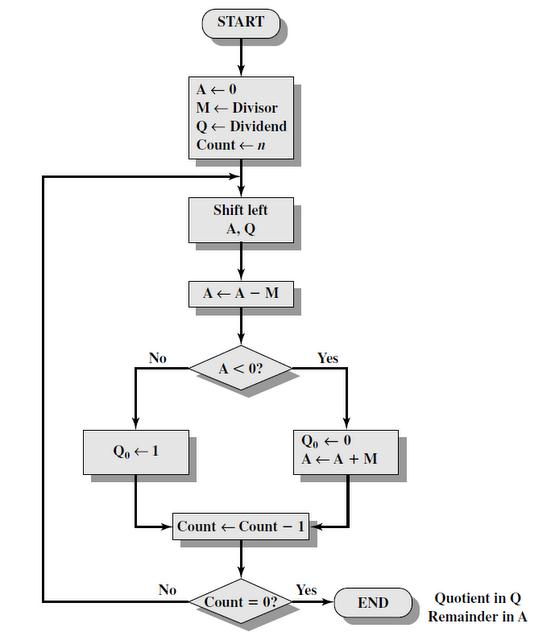 START
A ← 0
M ← Divisor
Q ← Dividend
Count ← n
Shift left
A, Q
A ← A − M
No
A < 0?
Yes
Q₀ ← 1
Q₀ ← 0
A ← A + M
Count ← Count − 1
No
Count = 0?
Yes
END
Quotient in Q
Remainder in A